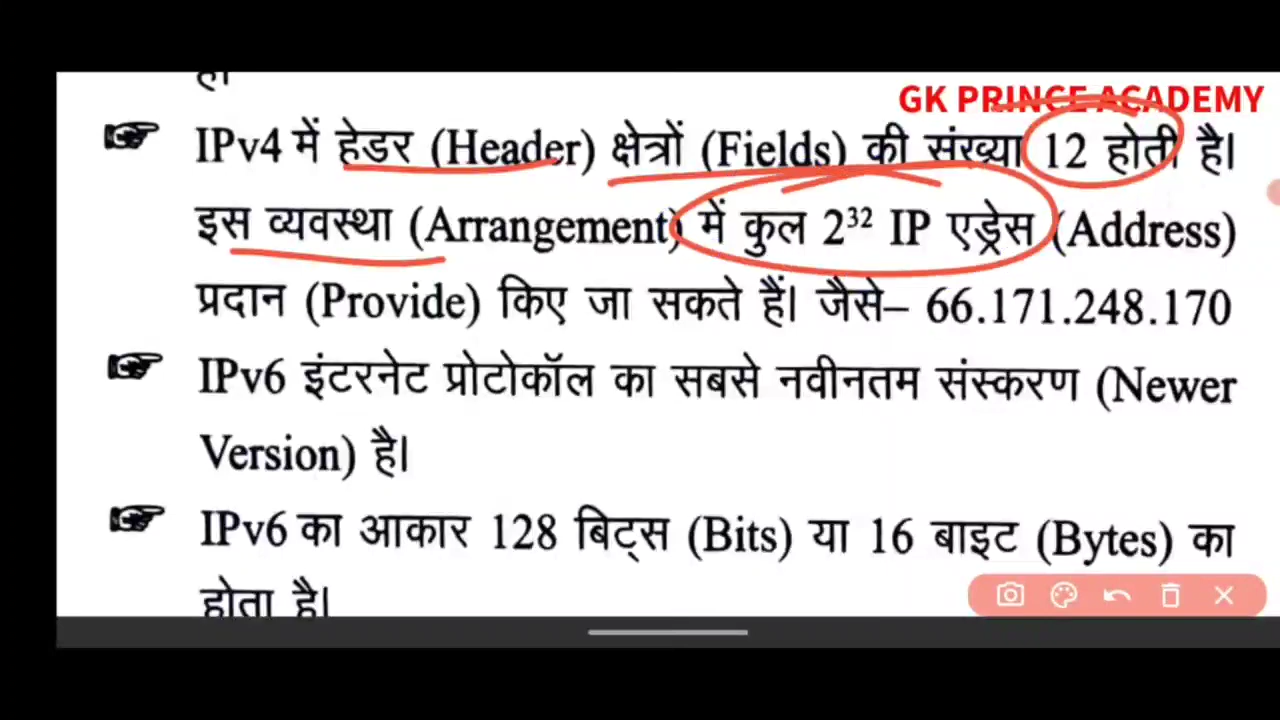 GK PRINCE ACADEMY
IPv4 में हेडर (Header) क्षेत्रों (Fields) की संख्या 12 होती है।
इस व्यवस्था (Arrangement) में कुल 2³² IP एड्रेस (Address)
प्रदान (Provide) किए जा सकते हैं। जैसे– 66.171.248.170
IPv6 इंटरनेट प्रोटोकॉल का सबसे नवीनतम संस्करण (Newer
Version) है।
IPv6 का आकार 128 बिट्स (Bits) या 16 बाइट (Bytes) का
होता है।